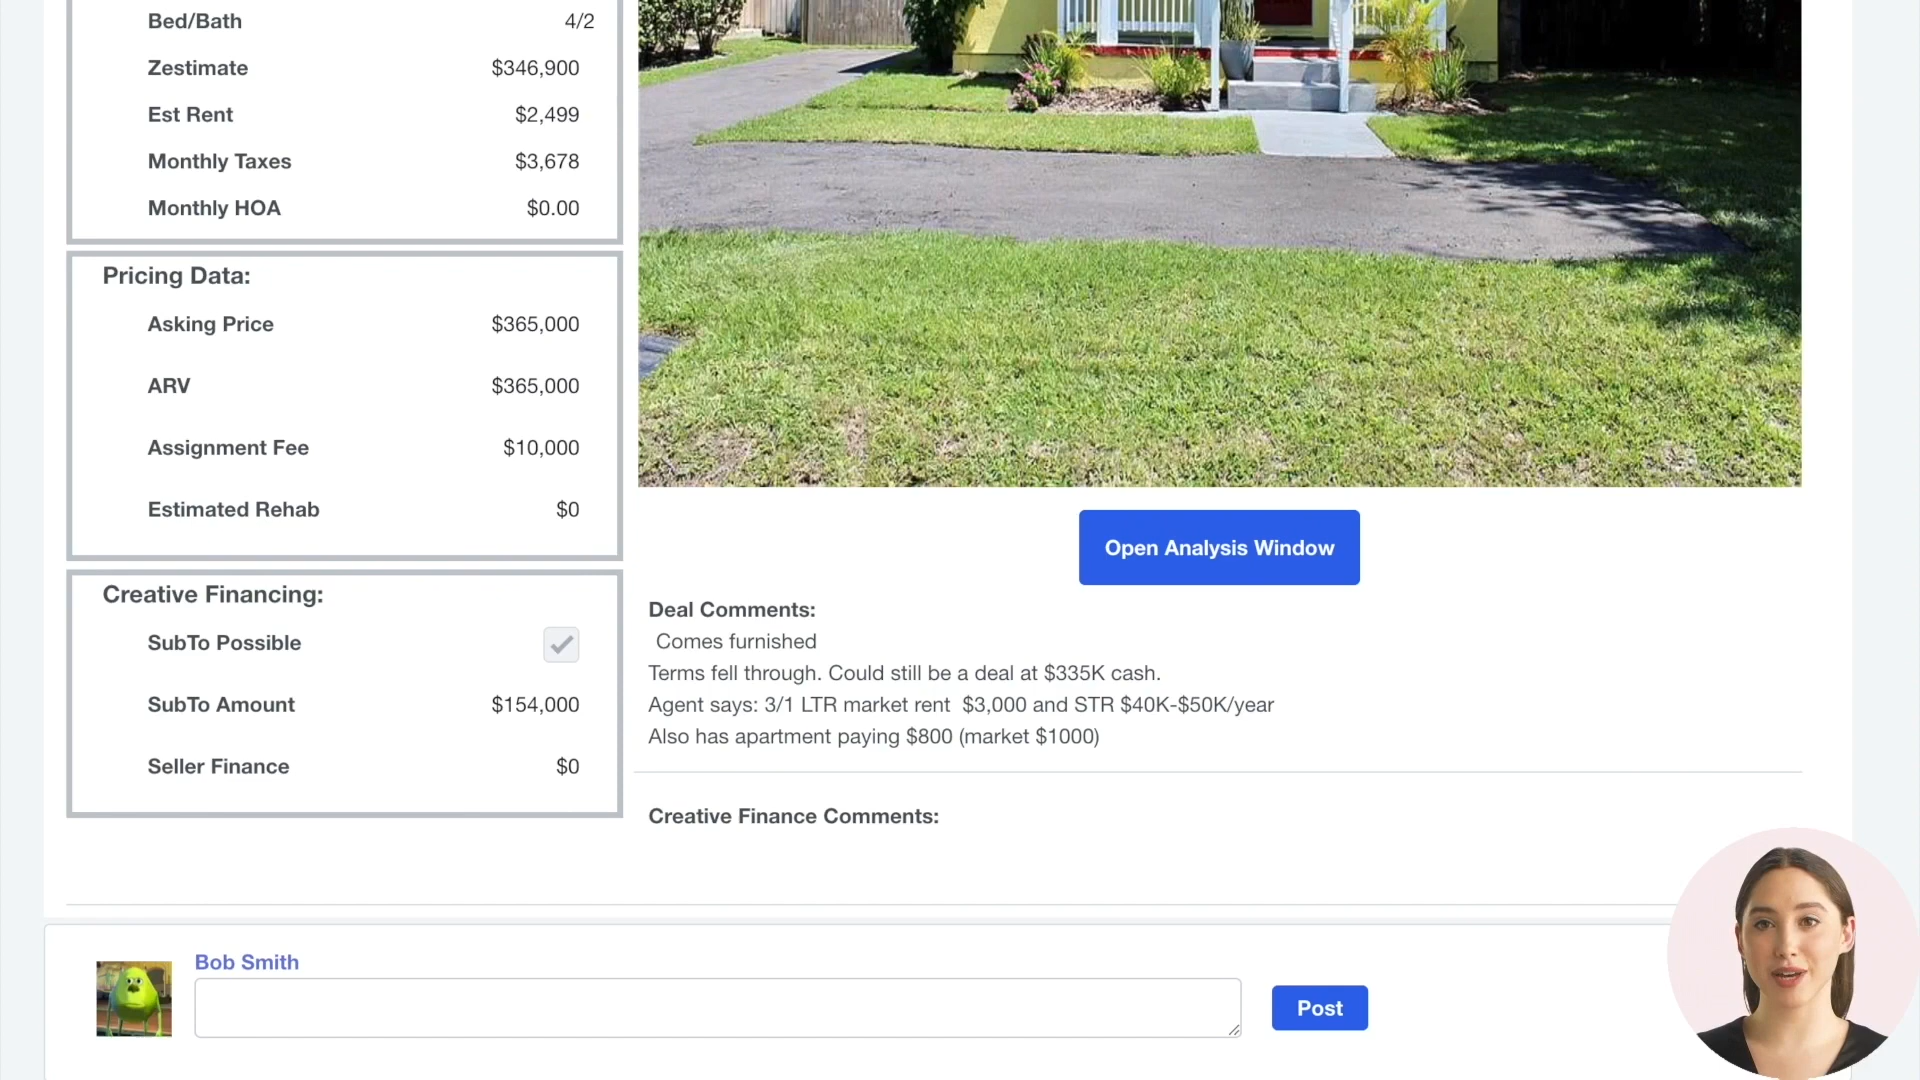 Bed/Bath 4/2
Zestimate $346,900
Est Rent $2,499
Monthly Taxes $3,678
Monthly HOA $0.00
Pricing Data:
Asking Price $365,000
ARV $365,000
Assignment Fee $10,000
Estimated Rehab $0
Creative Financing:
SubTo Possible
SubTo Amount $154,000
Seller Finance $0
Open Analysis Window
Deal Comments:
Comes furnished
Terms fell through. Could still be a deal at $335K cash.
Agent says: 3/1 LTR market rent $3,000 and STR $40K-$50K/year
Also has apartment paying $800 (market $1000)
Creative Finance Comments:
Bob Smith
Post